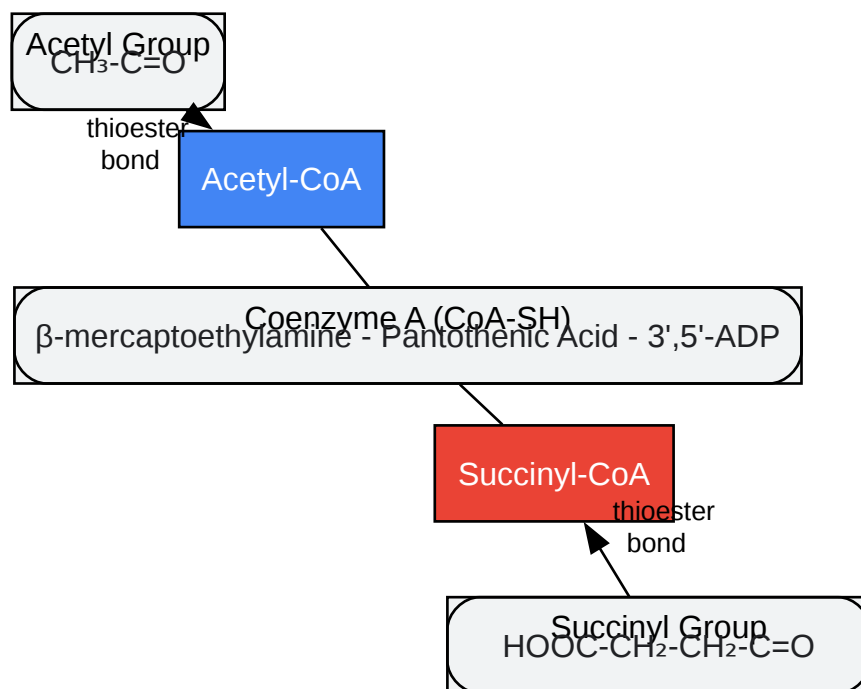 Acetyl Group
CH₃-C=O
thioester
bond
Acetyl-CoA
Coenzyme A (CoA-SH)
β-mercaptoethylamine - Pantothenic Acid - 3',5'-ADP
Succinyl-CoA
thioester
bond
Succinyl Group
HOOC-CH₂-CH₂-C=O